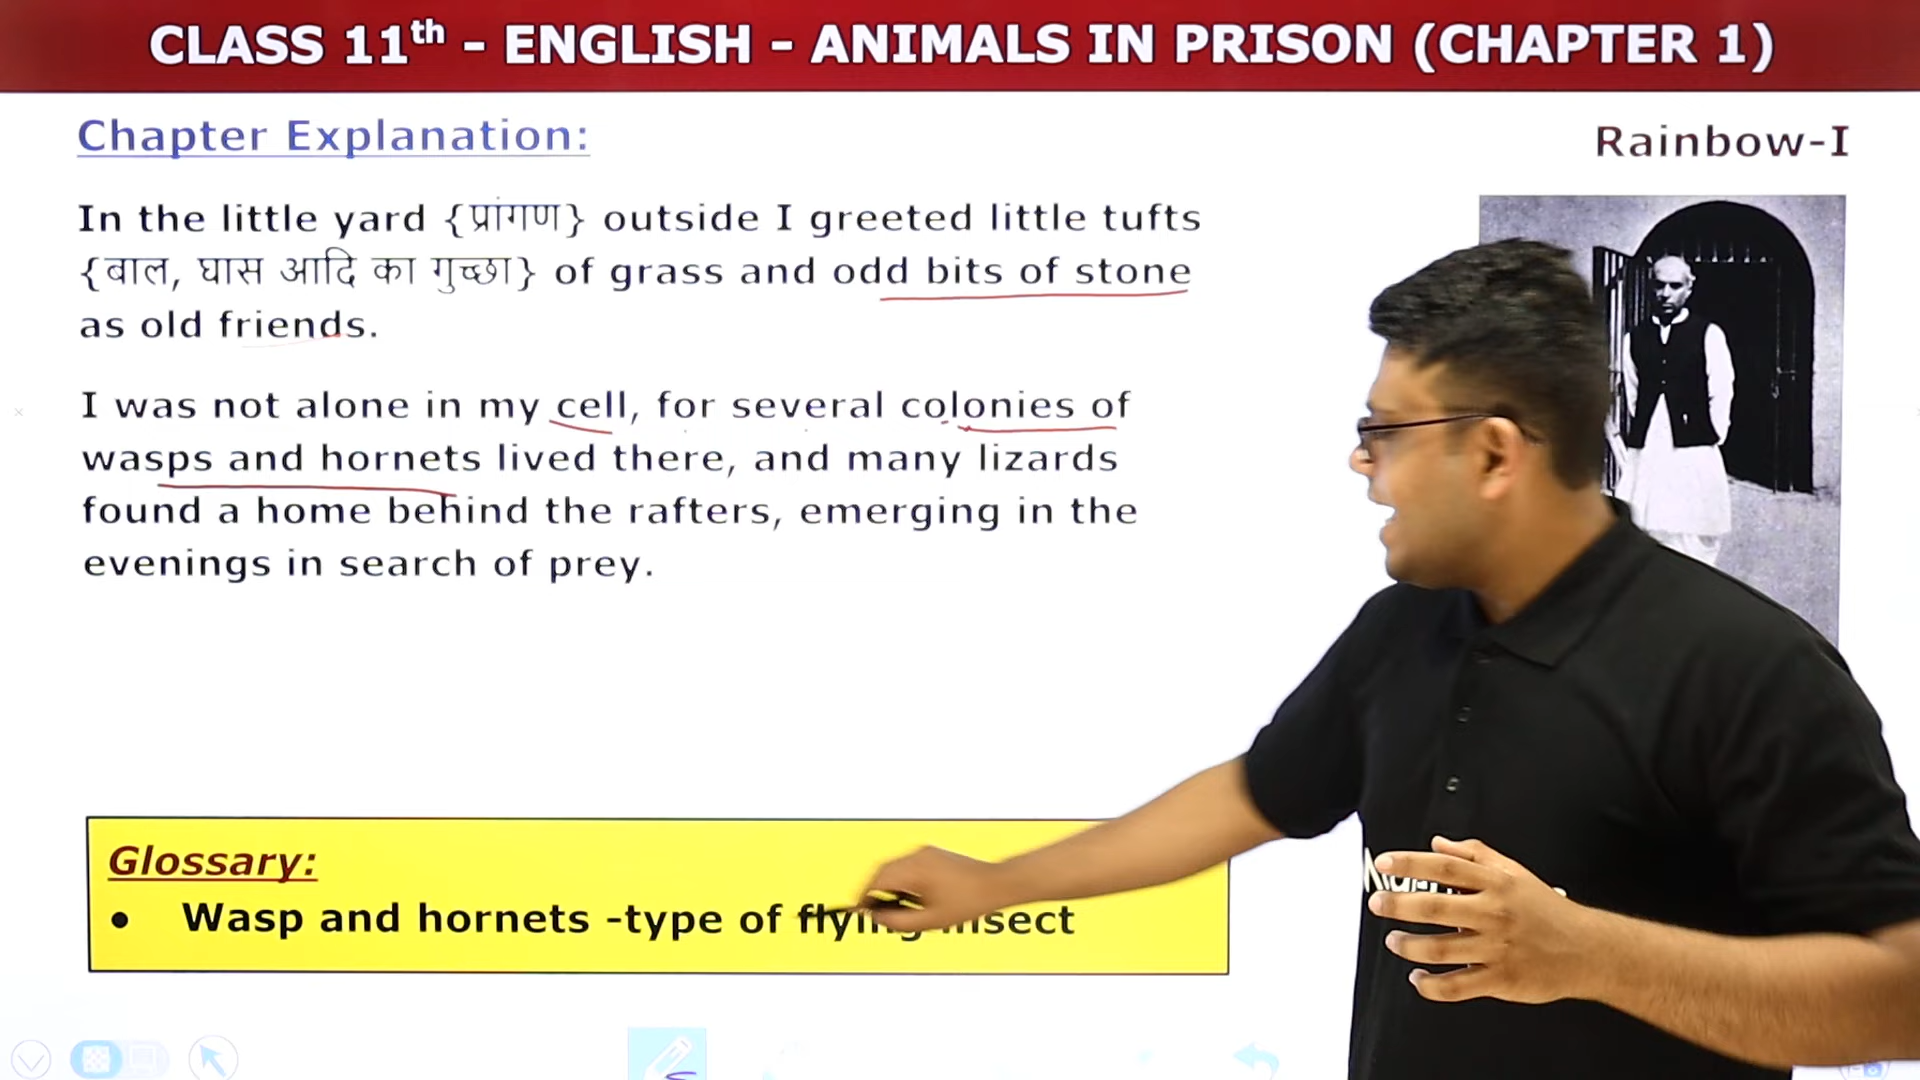 CLASS 11th - ENGLISH - ANIMALS IN PRISON (CHAPTER 1)
Chapter Explanation:
Rainbow-I
In the little yard {प्रांगण} outside I greeted little tufts
{बाल, घास आदि का गुच्छा} of grass and odd bits of stone
as old friends.
I was not alone in my cell, for several colonies of
wasps and hornets lived there, and many lizards
found a home behind the rafters, emerging in the
evenings in search of prey.
Glossary:
• Wasp and hornets -type of flying insect